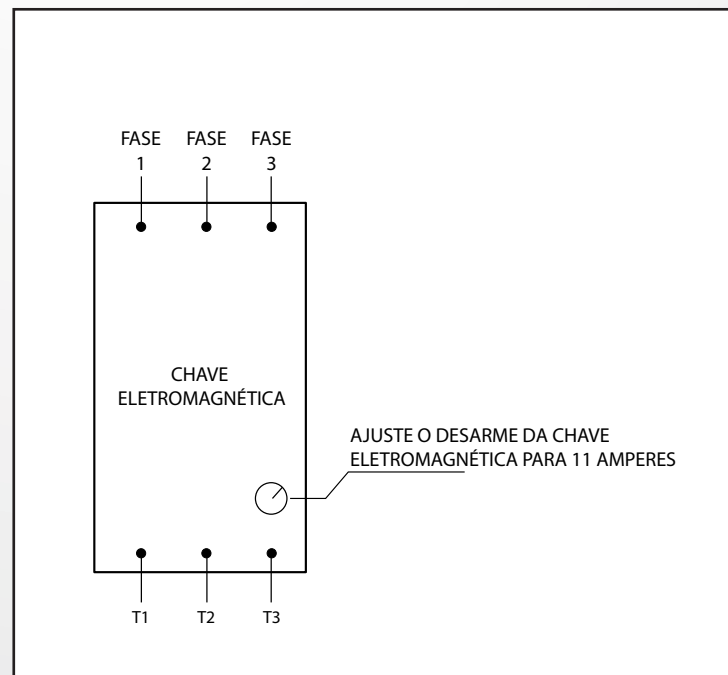 FASE FASE FASE
1 2 3
CHAVE
ELETROMAGNÉTICA
AJUSTE O DESARME DA CHAVE
ELETROMAGNÉTICA PARA 11 AMPERES
T1 T2 T3